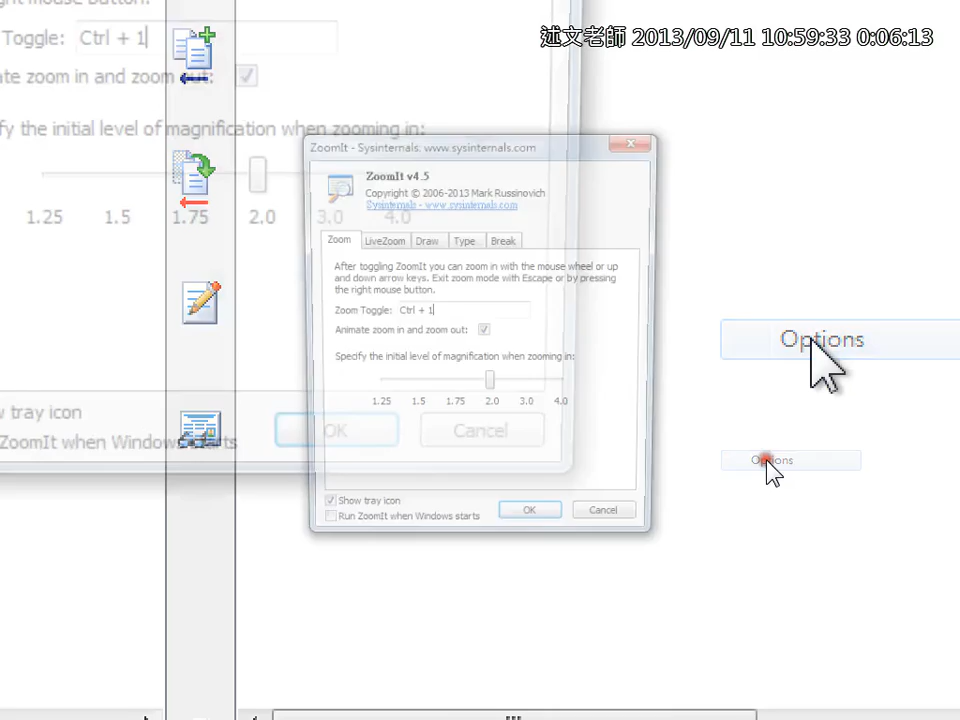 ght mouse button.
Toggle: Ctrl + 1
述文老師 2013/09/11 10:59:33 0:06:13
ate zoom in and zoom out:
fy the initial level of magnification when zooming in:
1.25 1.5 1.75 2.0 3.0 4.0
ZoomIt - Sysinternals: www.sysinternals.com
ZoomIt v4.5
Copyright © 2006-2013 Mark Russinovich
Sysinternals - www.sysinternals.com
Zoom LiveZoom Draw Type Break
After toggling ZoomIt you can zoom in with the mouse wheel or up
and down arrow keys. Exit zoom mode with Escape or by pressing
the right mouse button.
Zoom Toggle: Ctrl + 1
Animate zoom in and zoom out:
Specify the initial level of magnification when zooming in:
1.25 1.5 1.75 2.0 3.0 4.0
Options
w tray icon
ZoomIt when Windows starts
OK Cancel
Options
Show tray icon
Run ZoomIt when Windows starts
OK Cancel